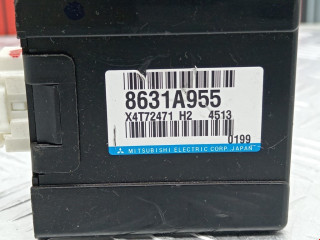 8631A955
X4T72471 H2 4513
0199
MITSUBISHI ELECTRIC CORP. JAPAN